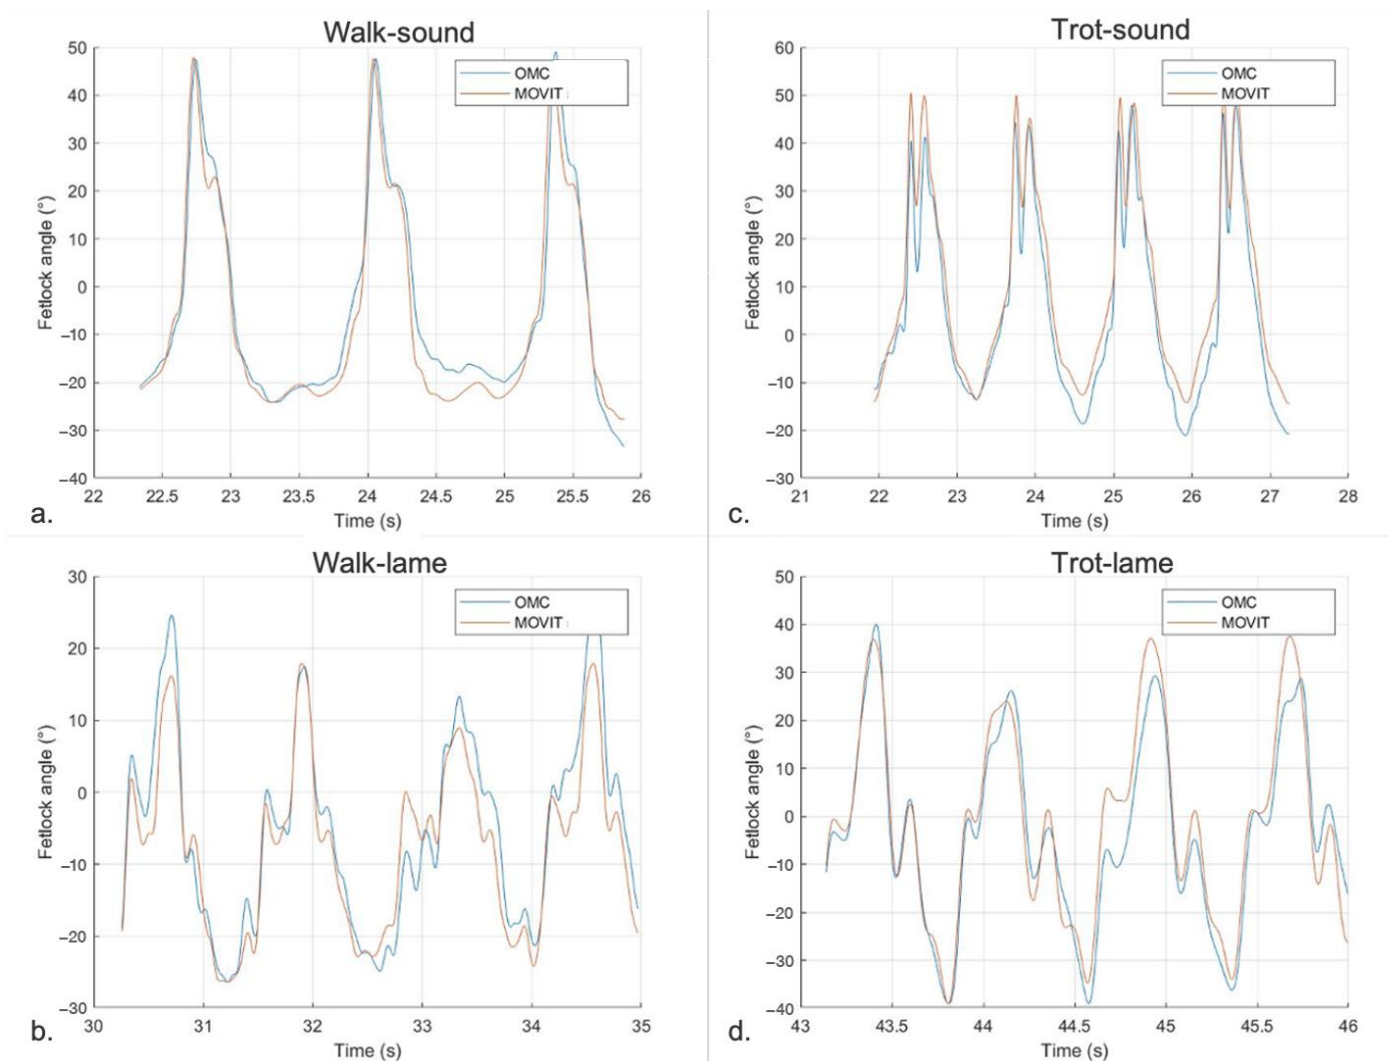 Walk-sound
50
40
30
20
10
0
−10
−20
−30
−40
Fetlock angle (°)
OMC
MOVIT
22 22.5 23 23.5 24 24.5 25 25.5 26
Time (s)
a.
Trot-sound
60
50
40
30
20
10
0
−10
−20
−30
Fetlock angle (°)
OMC
MOVIT
21 22 23 24 25 26 27 28
Time (s)
c.
Walk-lame
30
20
10
0
−10
−20
−30
Fetlock angle (°)
OMC
MOVIT
30 31 32 33 34 35
Time (s)
b.
Trot-lame
50
40
30
20
10
0
−10
−20
−30
−40
Fetlock angle (°)
OMC
MOVIT
43 43.5 44 44.5 45 45.5 46
Time (s)
d.